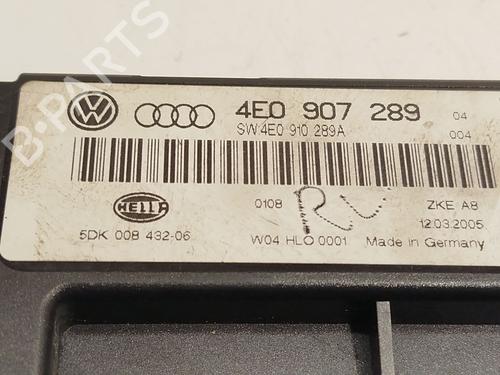 4E0 907 289 04
SW:4E0 910 289A 004
HELLA 0108 ZKE A8
5DK 008 432-06 12.03.2005
W04 HLO 0001 Made in Germany
B-PARTS